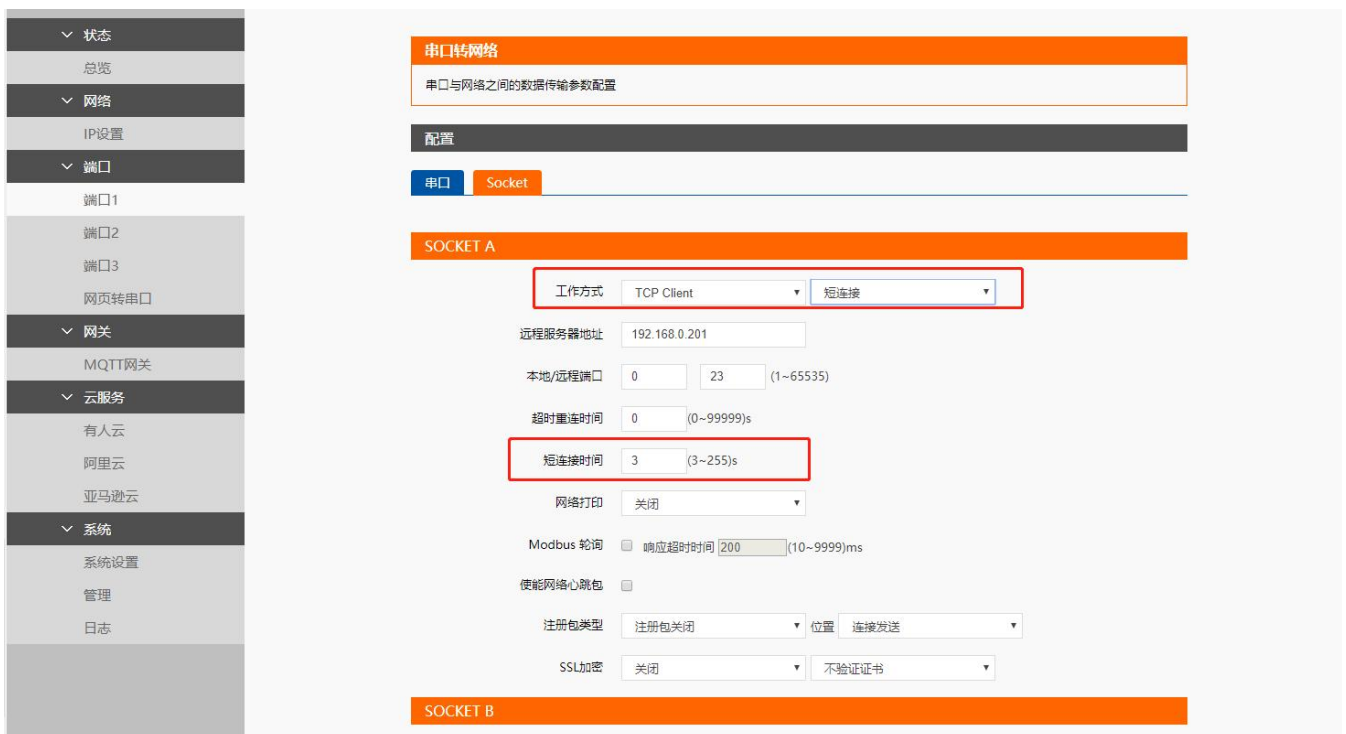 状态
总览
网络
IP设置
端口
端口1
端口2
端口3
网页转串口
网关
MQTT网关
云服务
有人云
阿里云
亚马逊云
系统
系统设置
管理
日志
串口转网络
串口与网络之间的数据传输参数配置
配置
串口 Socket
SOCKET A
工作方式 TCP Client 短连接
远程服务器地址 192.168.0.201
本地/远程端口 0 23 (1~65535)
超时重连时间 0 (0~99999)s
短连接时间 3 (3~255)s
网络打印 关闭
Modbus 轮询 响应超时时间 200 (10~9999)ms
使能网络心跳包
注册包类型 注册包关闭 位置 连接发送
SSL加密 关闭 不验证证书
SOCKET B